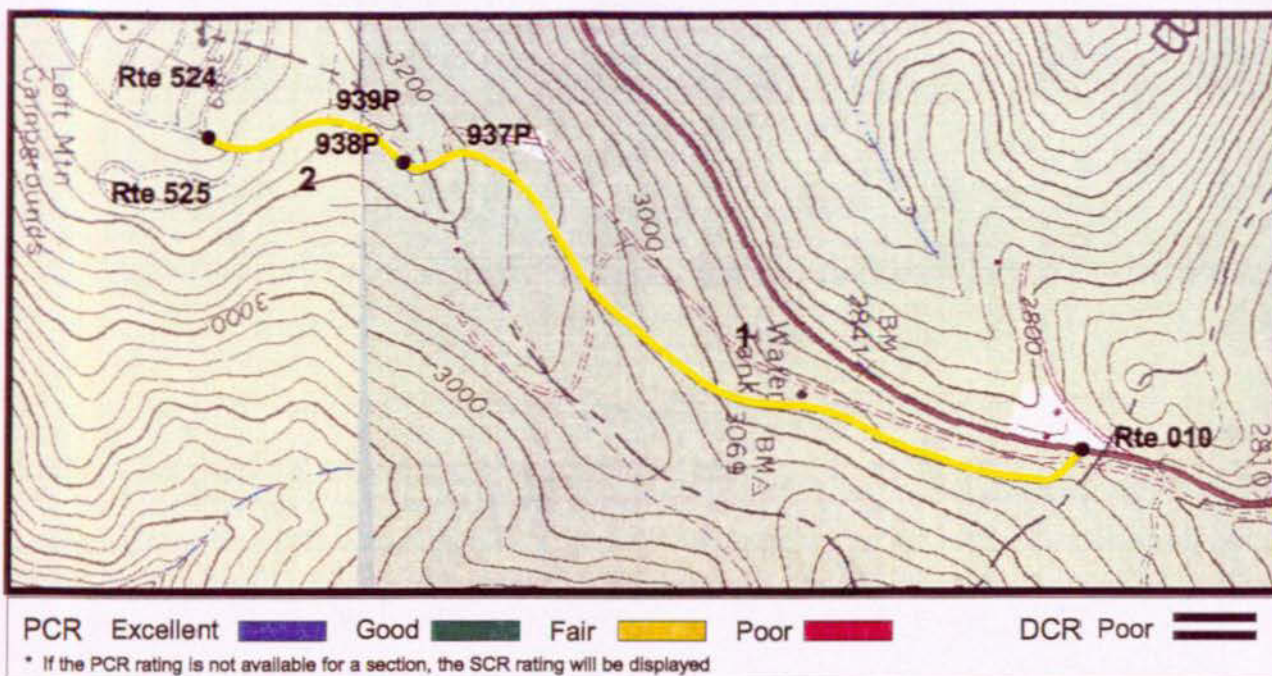 Rte 524
Loft Mtn
Campgrounds
Rte 525
939P
938P
2
3200
937P
3000
3000
3000
1
Water
Tank
BM
3069
BM
2841
2800
Rte 010
2810
PCR Excellent Good Fair Poor DCR Poor
* If the PCR rating is not available for a section, the SCR rating will be displayed